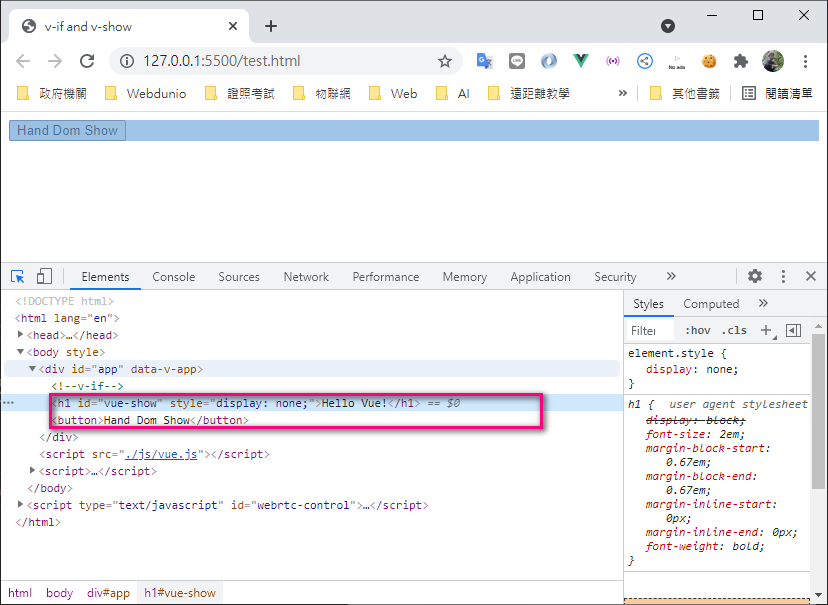 v-if and v-show
127.0.0.1:5500/test.html
政府機關 Webdunio 證照考試 物聯網 Web AI 遠距離教學 » 其他書籤 閱讀清單
Hand Dom Show
Elements Console Sources Network Performance Memory Application Security »
<!DOCTYPE html>
<html lang="en">
<head>…</head>
<body style>
<div id="app" data-v-app>
<!--v-if-->
<h1 id="vue-show" style="display: none;">Hello Vue!</h1> == $0
<button>Hand Dom Show</button>
</div>
<script src="./js/vue.js"></script>
<script>…</script>
</body>
<script type="text/javascript" id="webrtc-control">…</script>
</html>
html body div#app h1#vue-show
Styles Computed »
Filter :hov .cls +
element.style {
display: none;
}
h1 { user agent stylesheet
display: block;
font-size: 2em;
margin-block-start:
0.67em;
margin-block-end:
0.67em;
margin-inline-start:
0px;
margin-inline-end: 0px;
font-weight: bold;
}